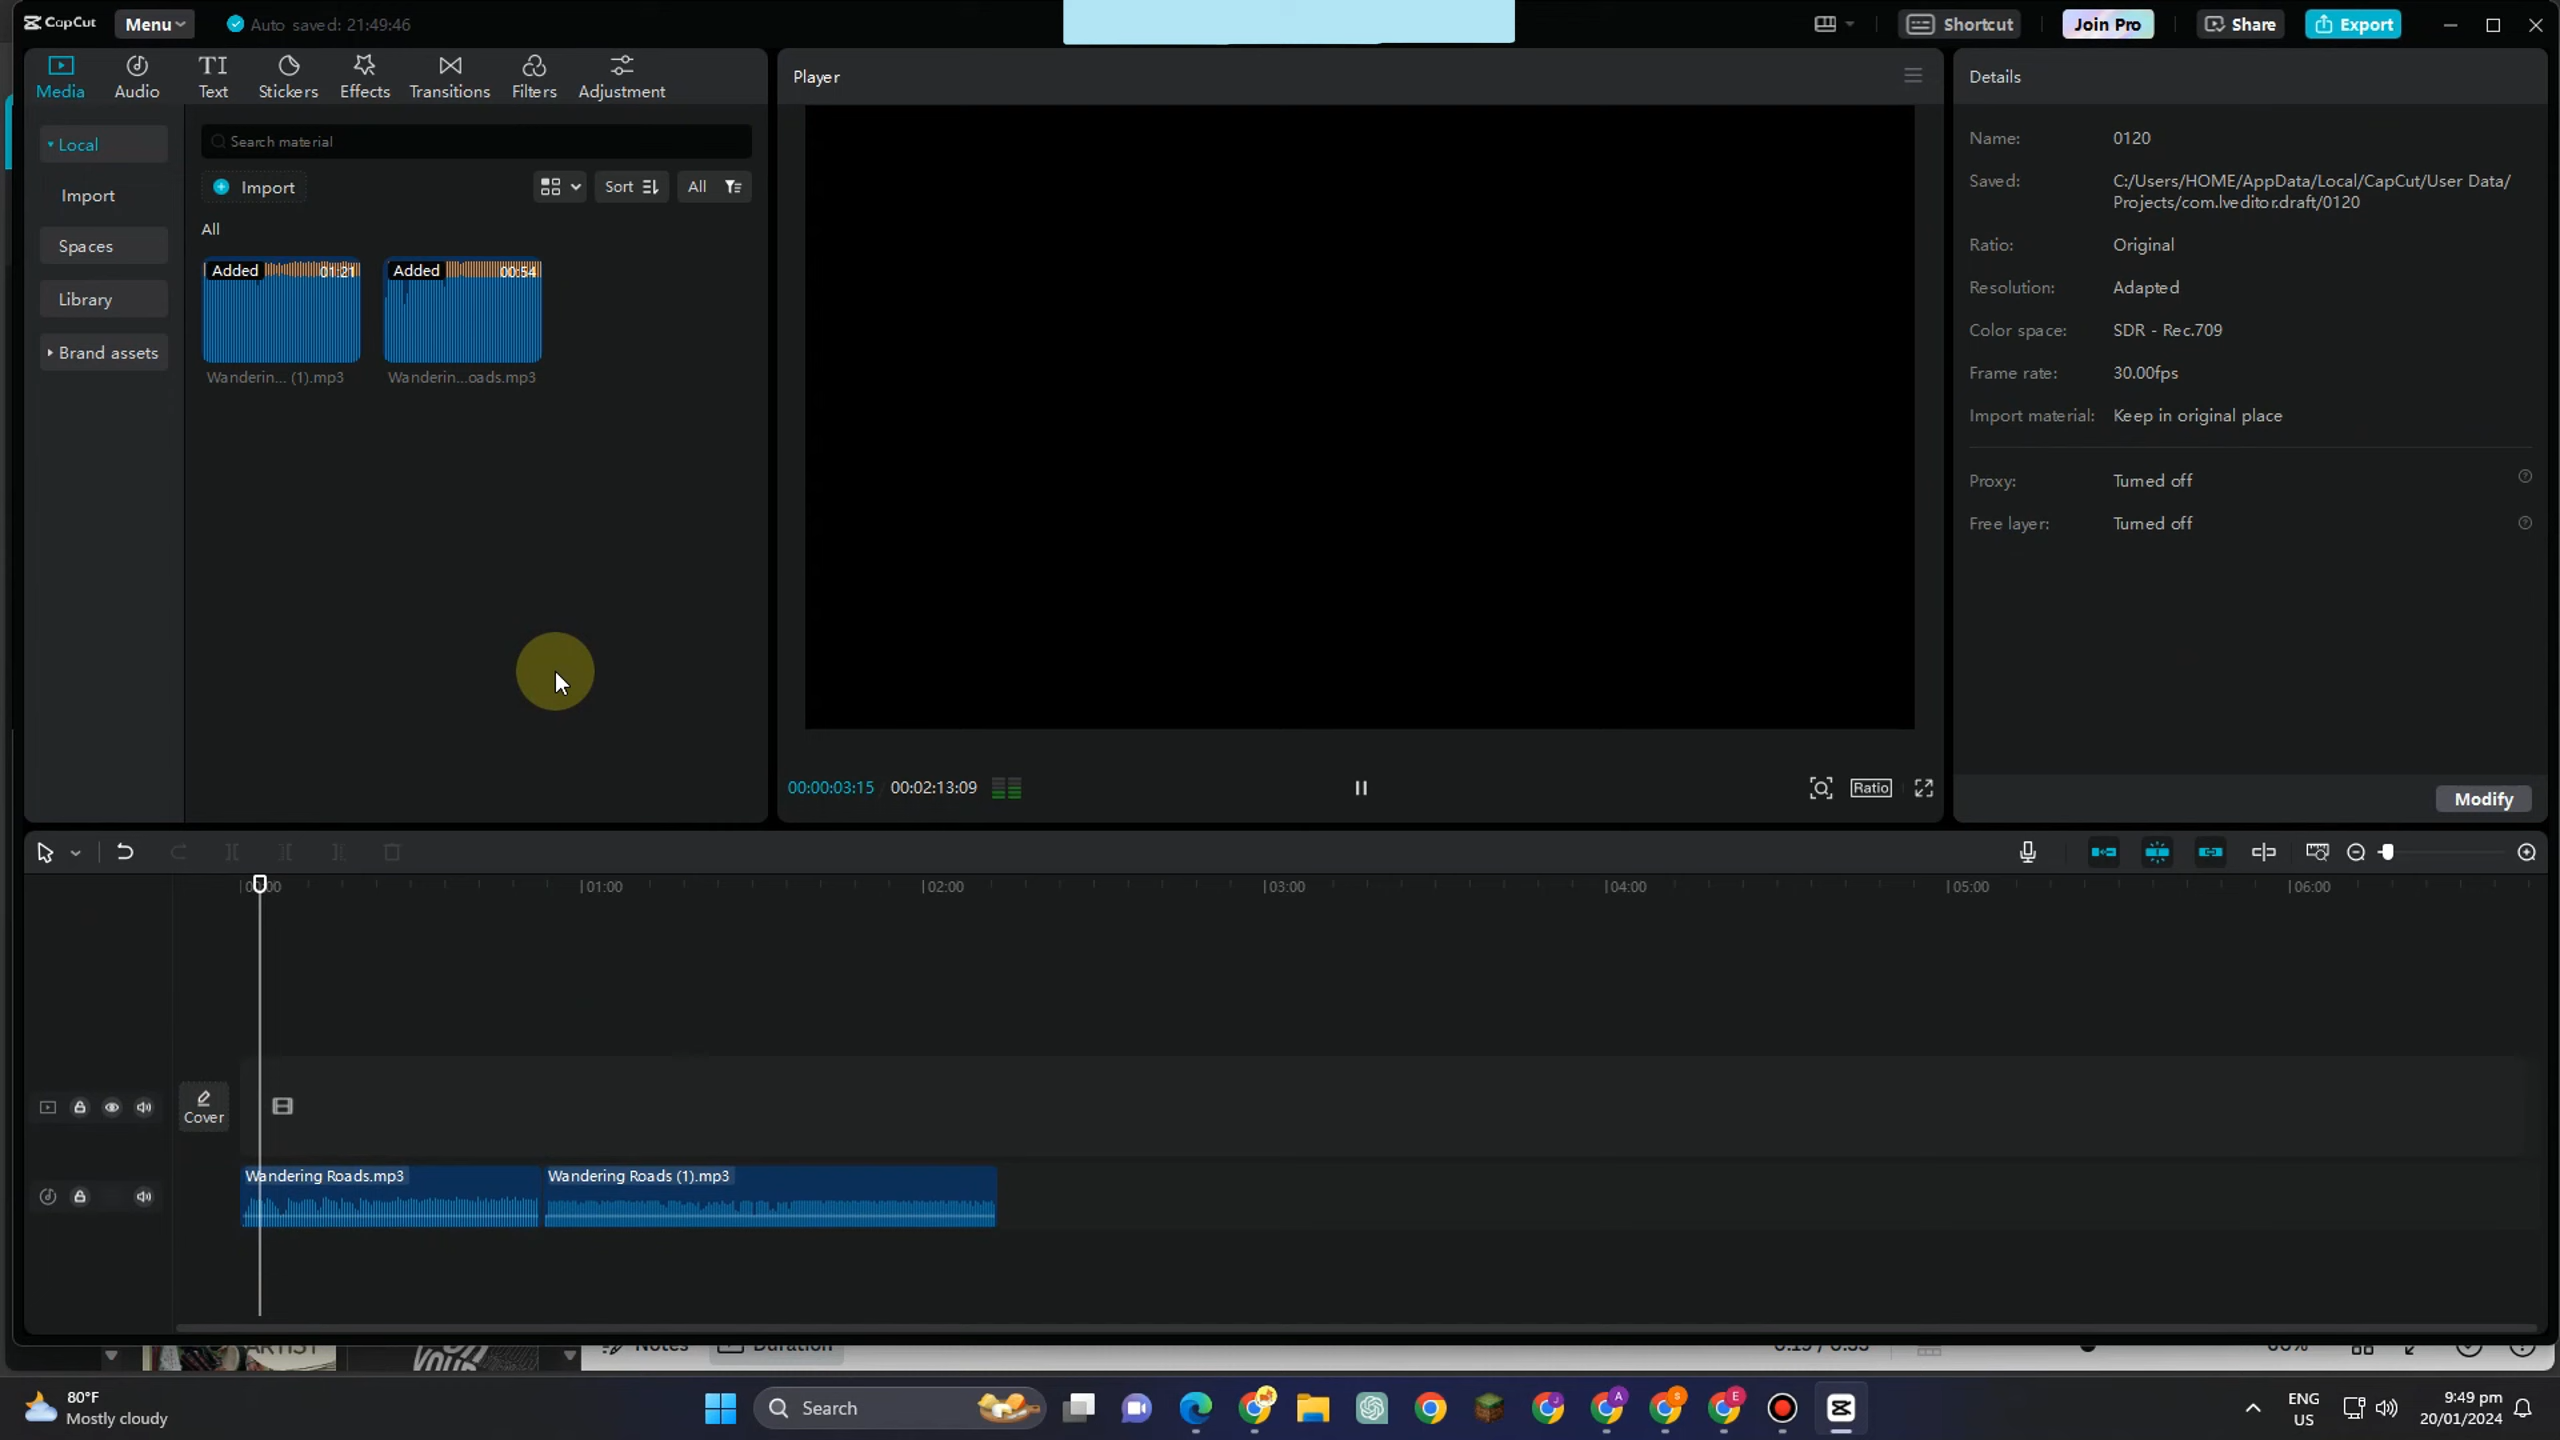 CapCut Menu Auto saved: 21:49:46 Shortcut Join Pro Share Export
Media Audio Text Stickers Effects Transitions Filters Adjustment
TI
Local
Import
Spaces
Library
Brand assets
Search material
Import Sort All
All
Added 01:21 Added 00:54
Wanderin... (1).mp3 Wanderin...oads.mp3
Player
00:00:03:15 00:02:13:09 Ratio
Details
Name: 0120
Saved: C:/Users/HOME/AppData/Local/CapCut/User Data/
Projects/com.lveditor.draft/0120
Ratio: Original
Resolution: Adapted
Color space: SDR - Rec.709
Frame rate: 30.00fps
Import material: Keep in original place
Proxy: Turned off
Free layer: Turned off
Modify
00:00 01:00 02:00 03:00 04:00 05:00 06:00
Cover
Wandering Roads.mp3 Wandering Roads (1).mp3
ARTIST Notes Duration
80°F
Mostly cloudy
Search
ENG
US
9:49 pm
20/01/2024